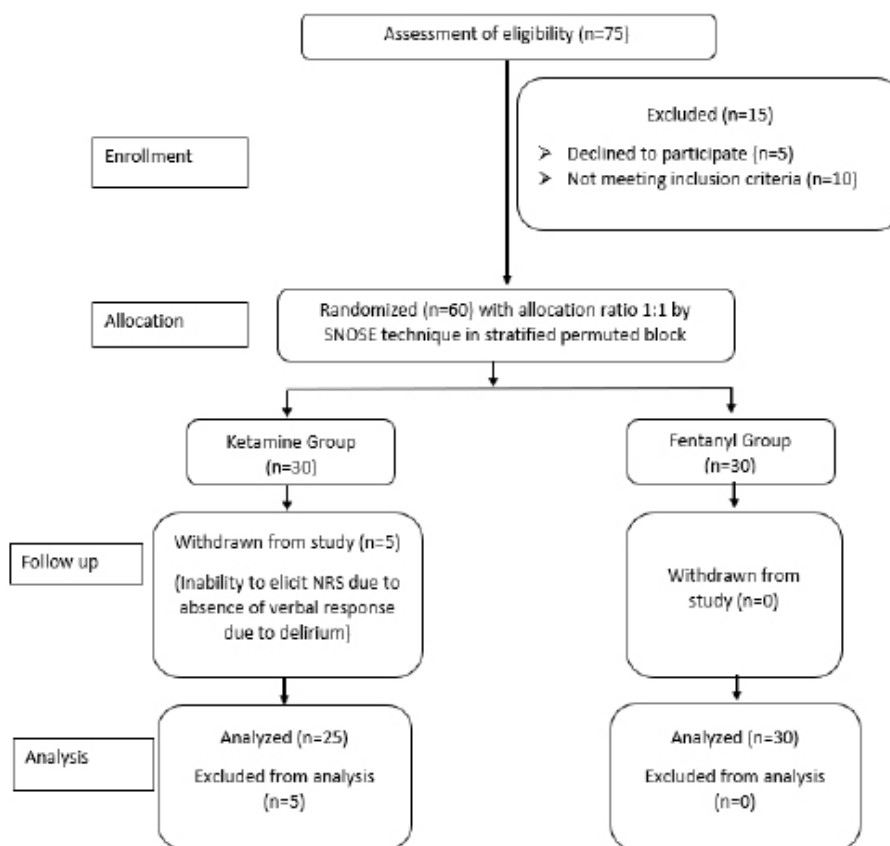 Assessment of eligibility (n=75)
Excluded (n=15)
➢ Declined to participate (n=5)
➢ Not meeting inclusion criteria (n=10)
Enrollment
Allocation
Randomized (n=60) with allocation ratio 1:1 by
SNOSE technique in stratified permuted block
Ketamine Group
(n=30)
Fentanyl Group
(n=30)
Follow up
Withdrawn from study (n=5)
(Inability to elicit NRS due to
absence of verbal response
due to delirium)
Withdrawn from
study (n=0)
Analysis
Analyzed (n=25)
Excluded from analysis
(n=5)
Analyzed (n=30)
Excluded from analysis
(n=0)